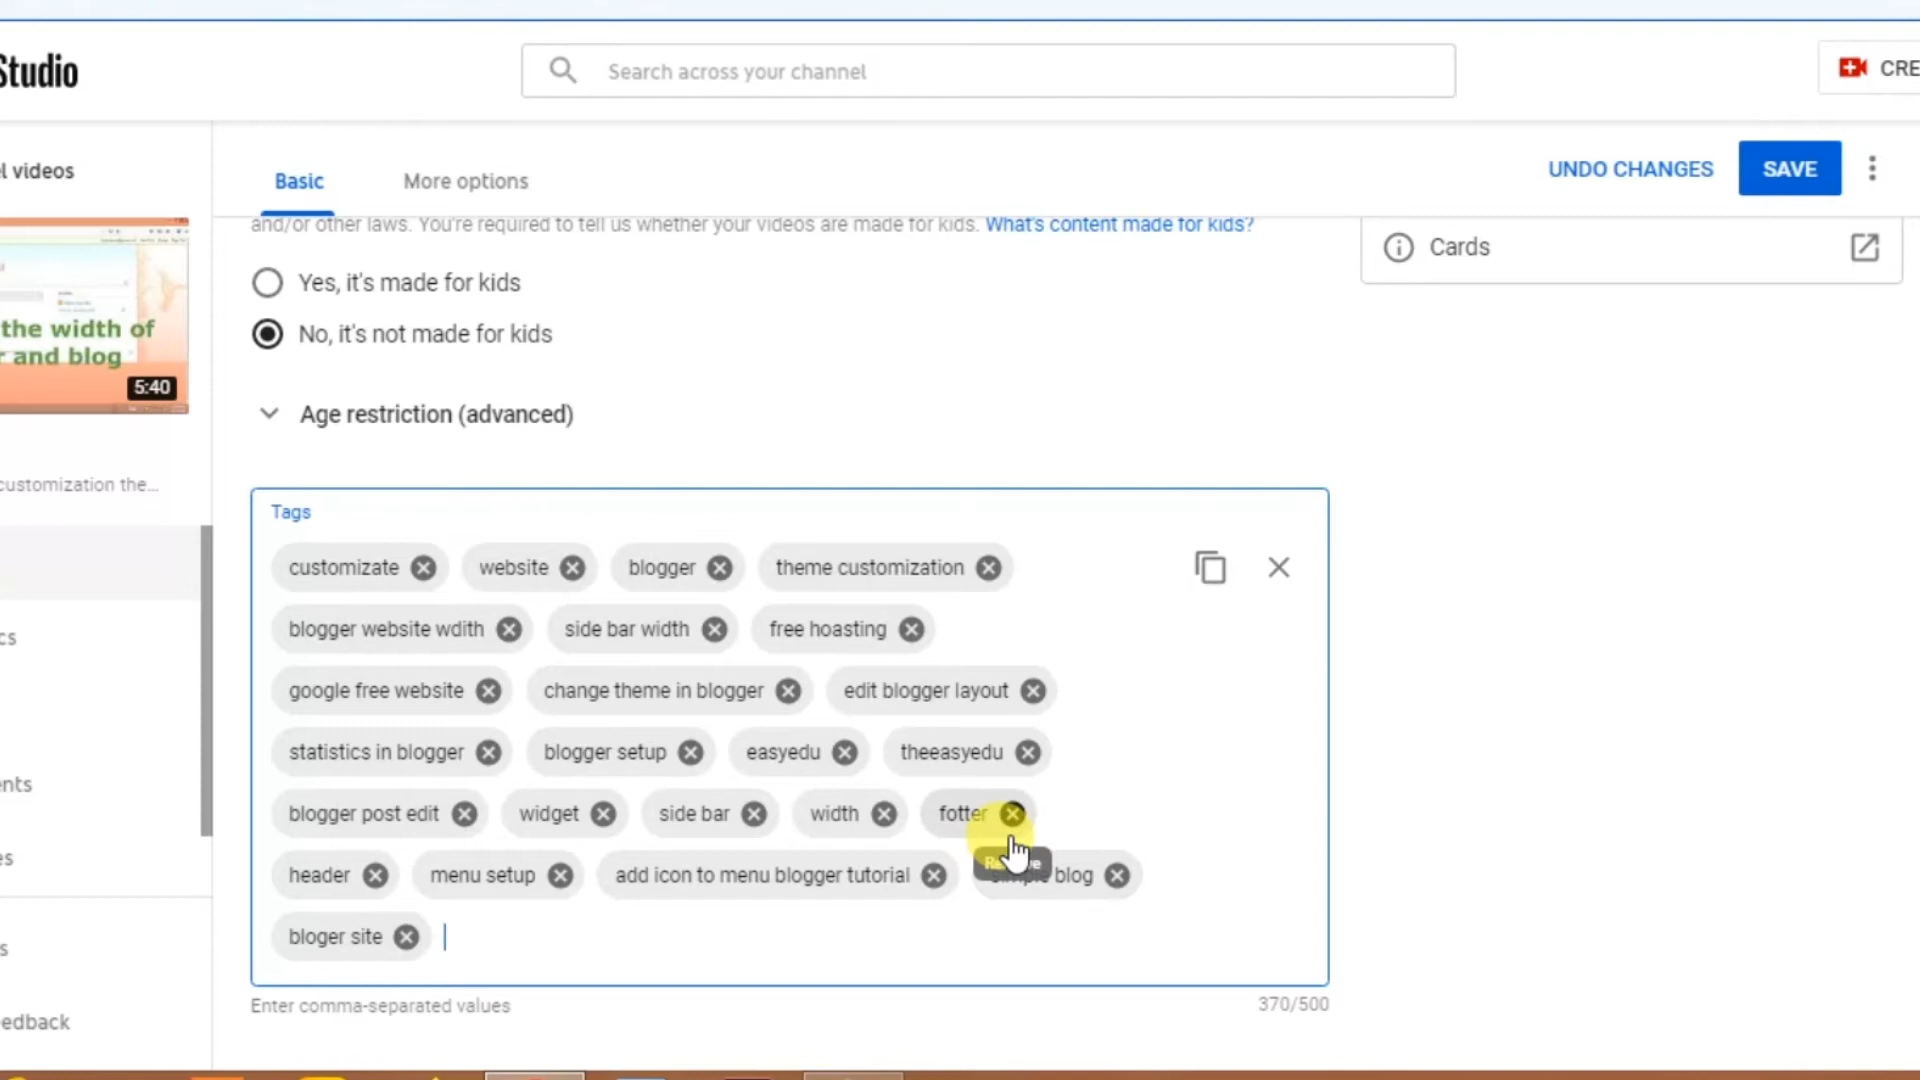 Studio
Search across your channel
CRE
l videos
Basic
More options
UNDO CHANGES
SAVE
and/or other laws. You're required to tell us whether your videos are made for kids. What's content made for kids?
Cards
Yes, it's made for kids
No, it's not made for kids
the width of
r and blog
5:40
Age restriction (advanced)
customization the...
Tags
customizate website blogger theme customization
blogger website wdith side bar width free hoasting
google free website change theme in blogger edit blogger layout
statistics in blogger blogger setup easyedu theeasyedu
blogger post edit widget side bar width fotter
header menu setup add icon to menu blogger tutorial blog
bloger site
Enter comma-separated values
370/500
cs
ents
es
s
edback